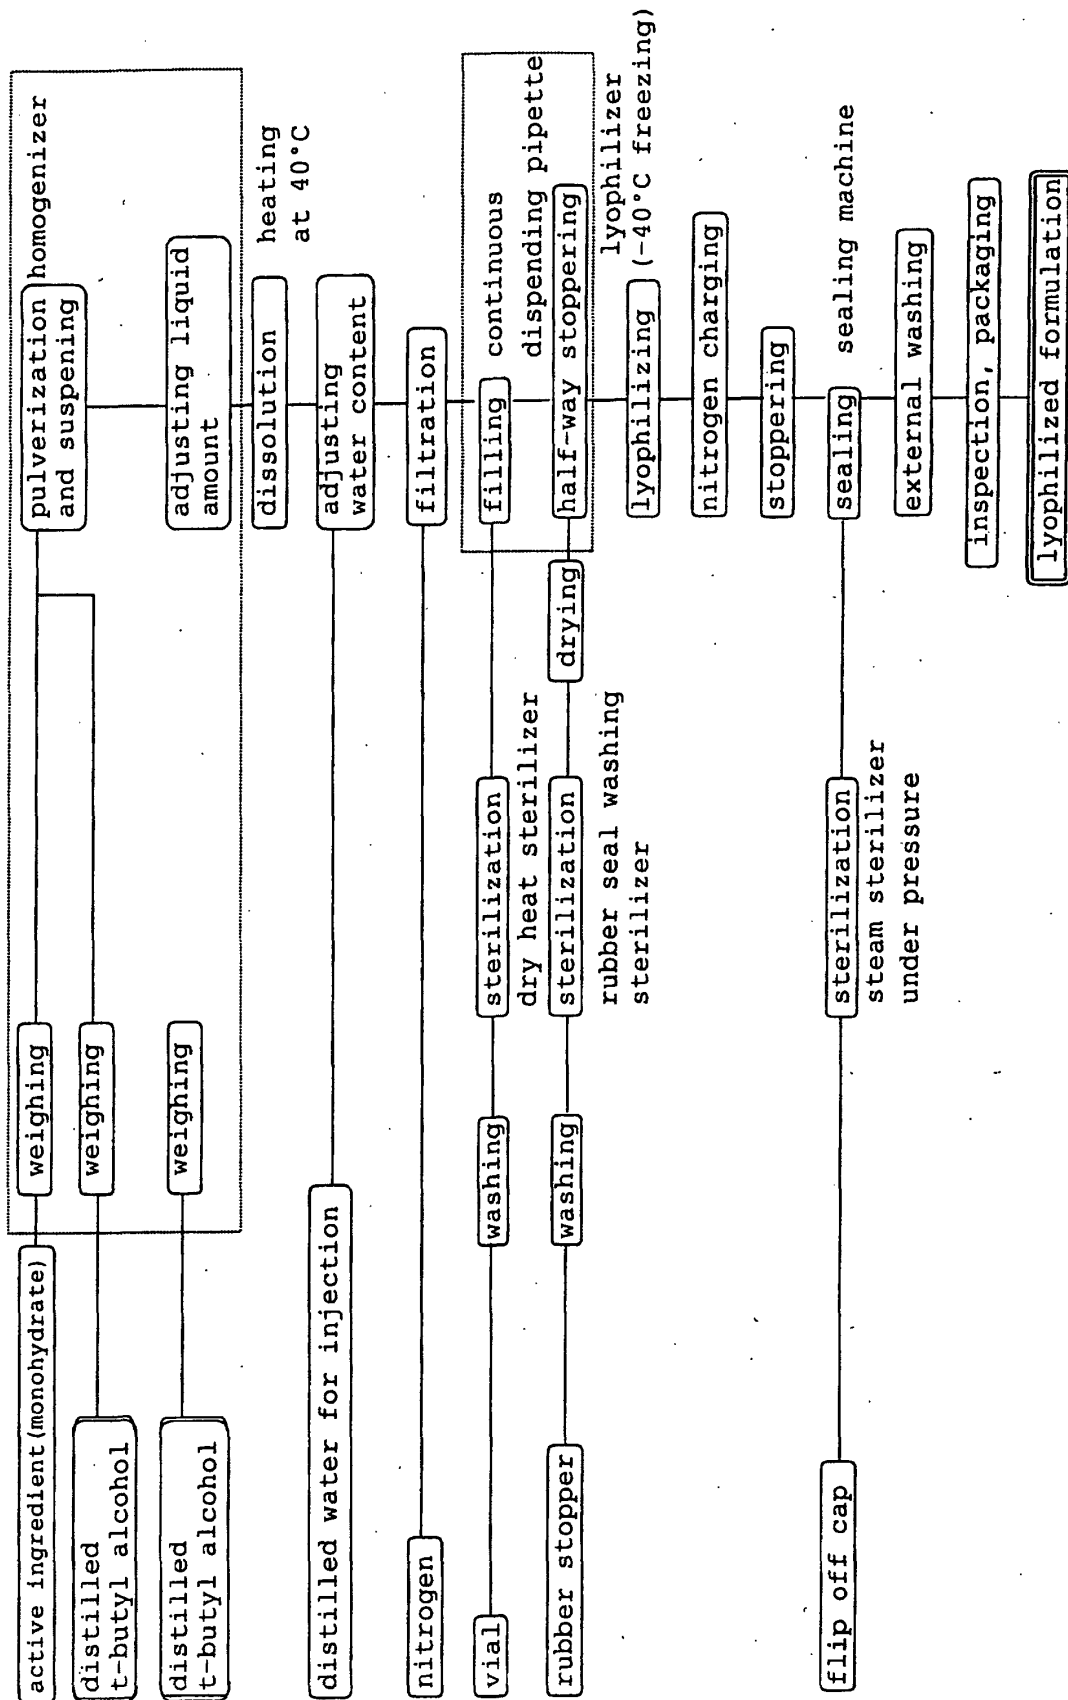 active ingredient(monohydrate)
weighing
pulverization
and suspening
homogenizer
distilled
t-butyl alcohol
weighing
distilled
t-butyl alcohol
weighing
adjusting liquid
amount
dissolution
heating
at 40°C
distilled water for injection
adjusting
water content
nitrogen
filtration
vial
washing
sterilization
dry heat sterilizer
filling
continuous
dispending pipette
rubber stopper
washing
sterilization
rubber seal washing
sterilizer
drying
half-way stoppering
lyophilizing
lyophilizer
(-40°C freezing)
nitrogen charging
stoppering
flip off cap
sterilization
steam sterilizer
under pressure
sealing
sealing machine
external washing
inspection, packaging
lyophilized formulation